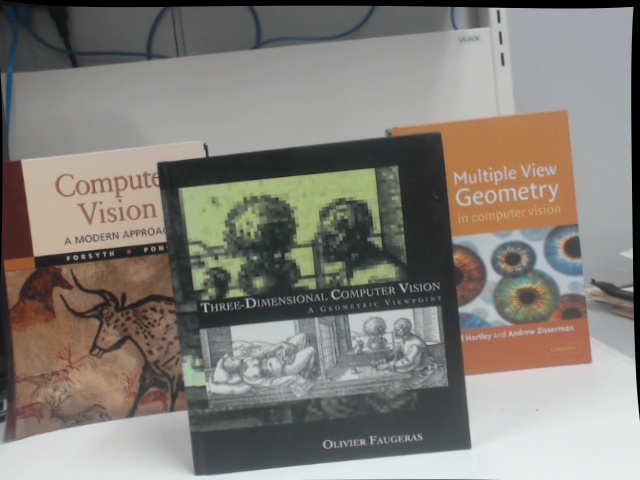 Compute
Vision
A MODERN APPROAC
FORSYTH PON
THREE-DIMENSIONAL COMPUTER VISION
A GEOMETRIC VIEWPOINT
OLIVIER FAUGERAS
Multiple View
Geometry
in computer vision
Hartley and Andrew Zisserman
CAMBRIDGE